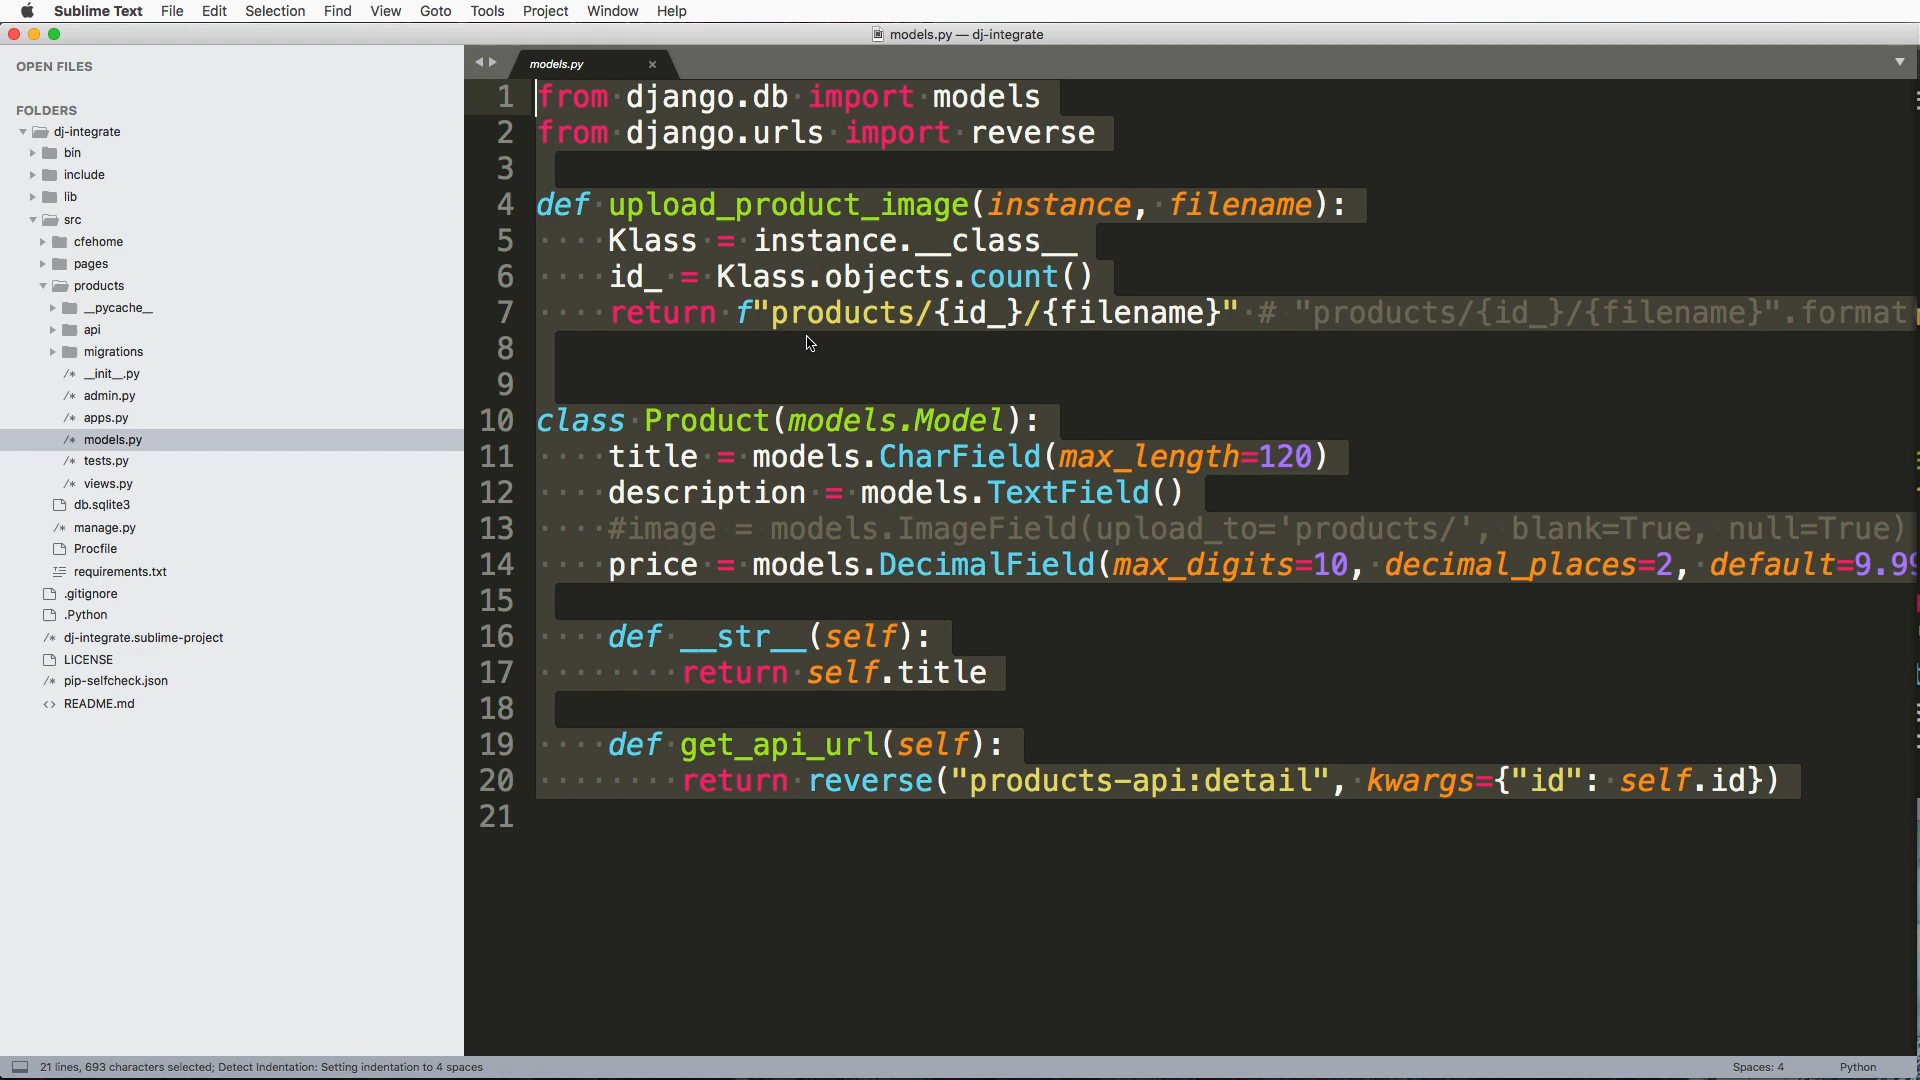 Sublime Text File Edit Selection Find View Goto Tools Project Window Help
models.py — dj-integrate
OPEN FILES
FOLDERS
dj-integrate
bin
include
lib
src
cfehome
pages
products
__pycache__
api
migrations
/* __init__.py
/* admin.py
/* apps.py
/* models.py
/* tests.py
/* views.py
db.sqlite3
/* manage.py
Procfile
requirements.txt
.gitignore
.Python
/* dj-integrate.sublime-project
LICENSE
/* pip-selfcheck.json
<> README.md
models.py ×
1 from django.db import models
2 from django.urls import reverse
3
4 def upload_product_image(instance, filename):
5     Klass = instance.__class__
6     id_ = Klass.objects.count()
7     return f"products/{id_}/{filename}" # "products/{id_}/{filename}".format
8
9
10 class Product(models.Model):
11     title = models.CharField(max_length=120)
12     description = models.TextField()
13     #image = models.ImageField(upload_to='products/', blank=True, null=True)
14     price = models.DecimalField(max_digits=10, decimal_places=2, default=9.99
15
16     def __str__(self):
17         return self.title
18
19     def get_api_url(self):
20         return reverse("products-api:detail", kwargs={"id": self.id})
21
21 lines, 693 characters selected; Detect Indentation: Setting indentation to 4 spaces
Spaces: 4 Python